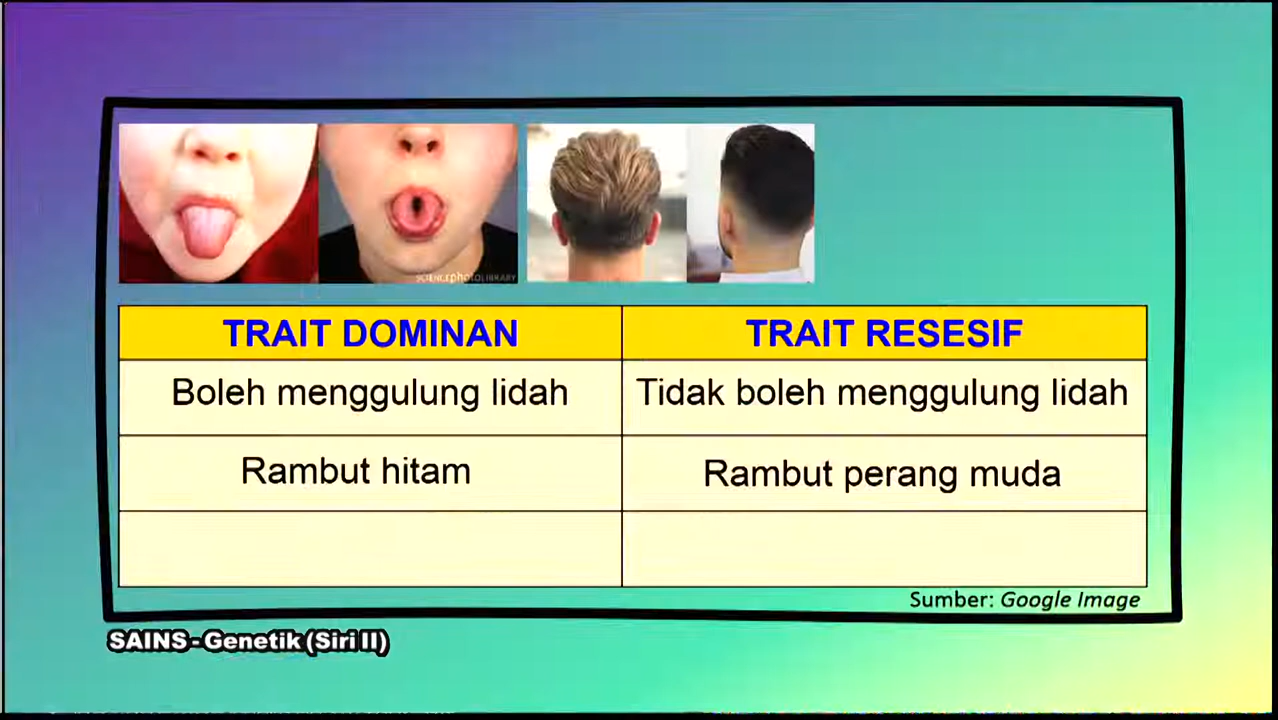 SCIENCEphotoLIBRARY
TRAIT DOMINAN
TRAIT RESESIF
Boleh menggulung lidah
Tidak boleh menggulung lidah
Rambut hitam
Rambut perang muda
Sumber: Google Image
SAINS - Genetik (Siri II)